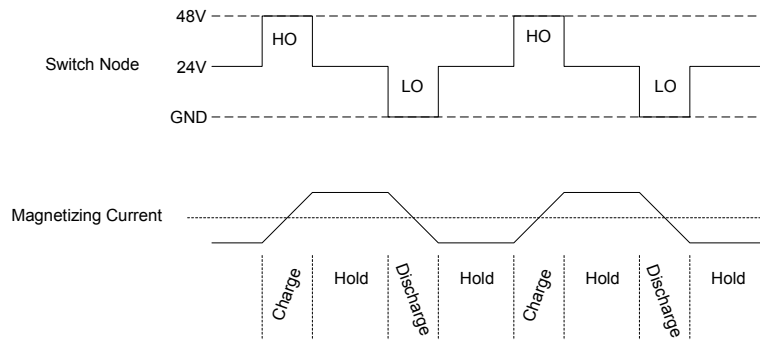 48V
HO
HO
Switch Node
24V
LO
LO
GND
Magnetizing Current
Charge
Hold
Discharge
Hold
Charge
Hold
Discharge
Hold